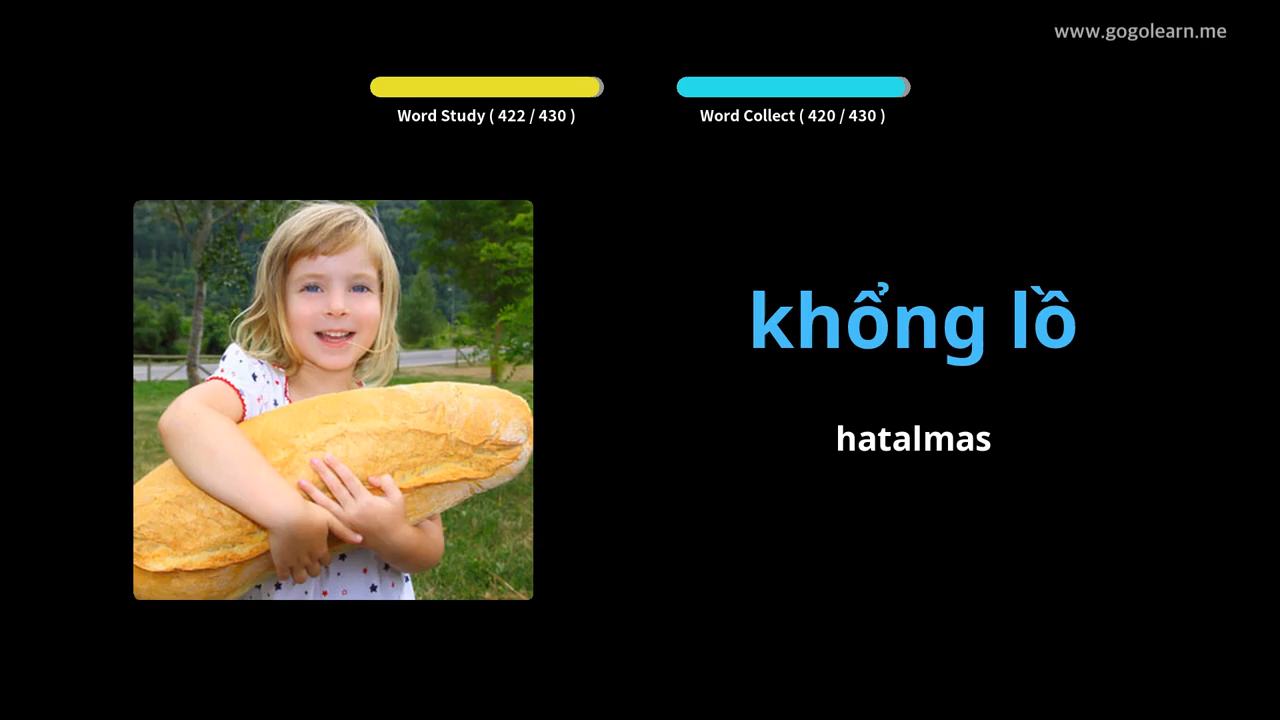 www.gogolearn.me
Word Study ( 422 / 430 )
Word Collect ( 420 / 430 )
khổng lồ
hatalmas